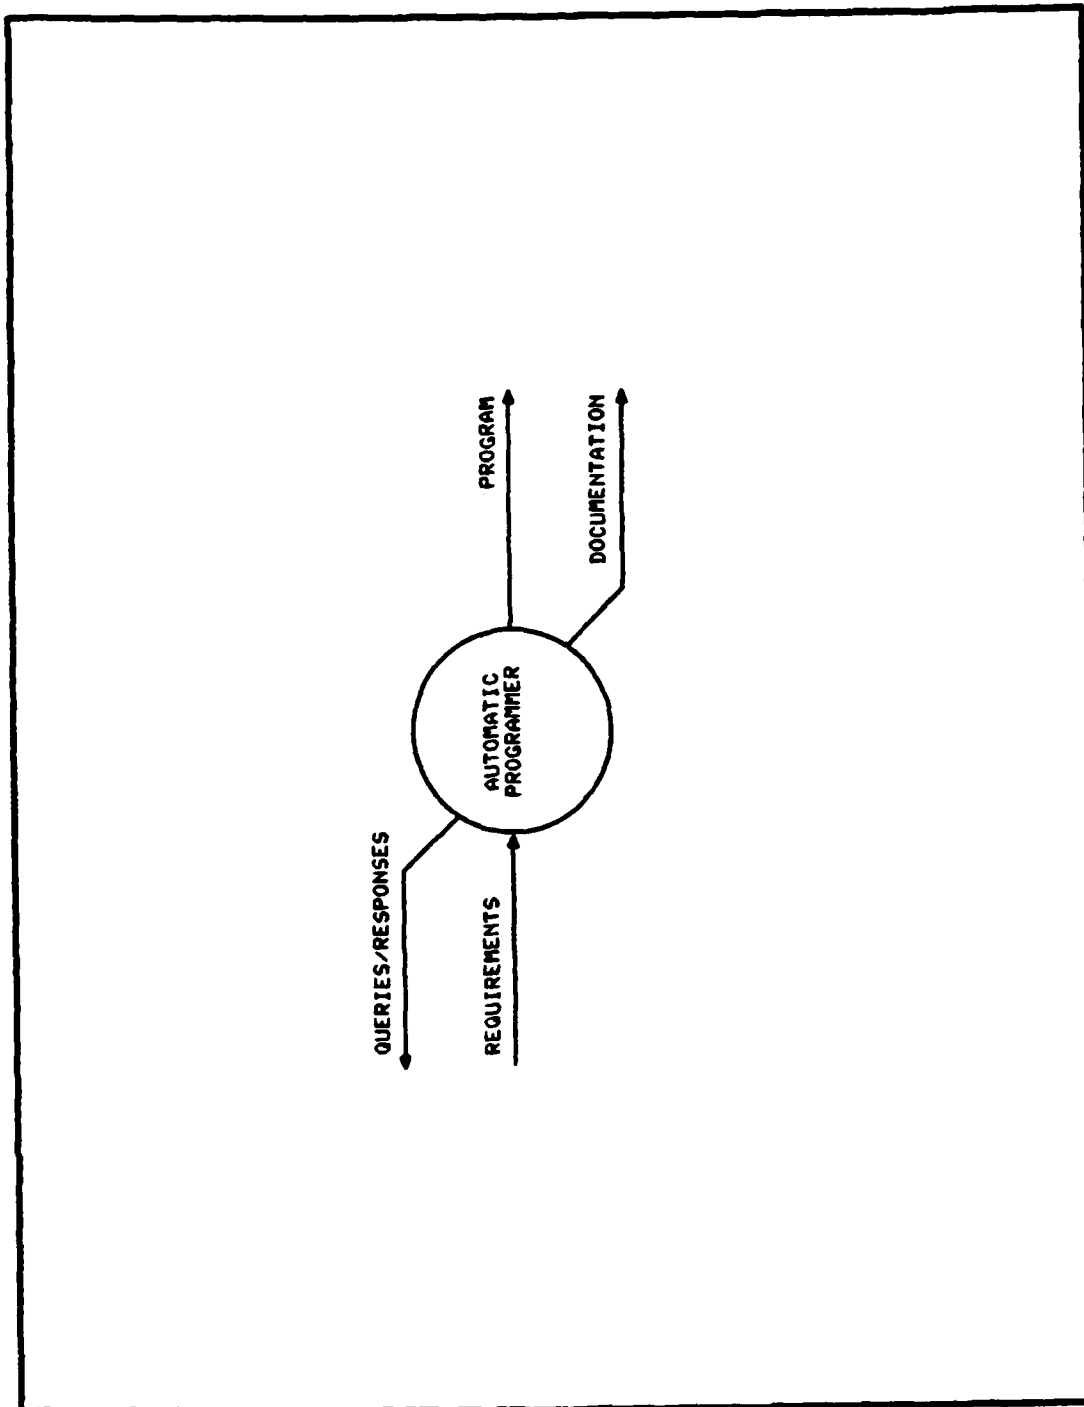 QUERIES/RESPONSES
REQUIREMENTS
AUTOMATIC
PROGRAMMER
PROGRAM
DOCUMENTATION